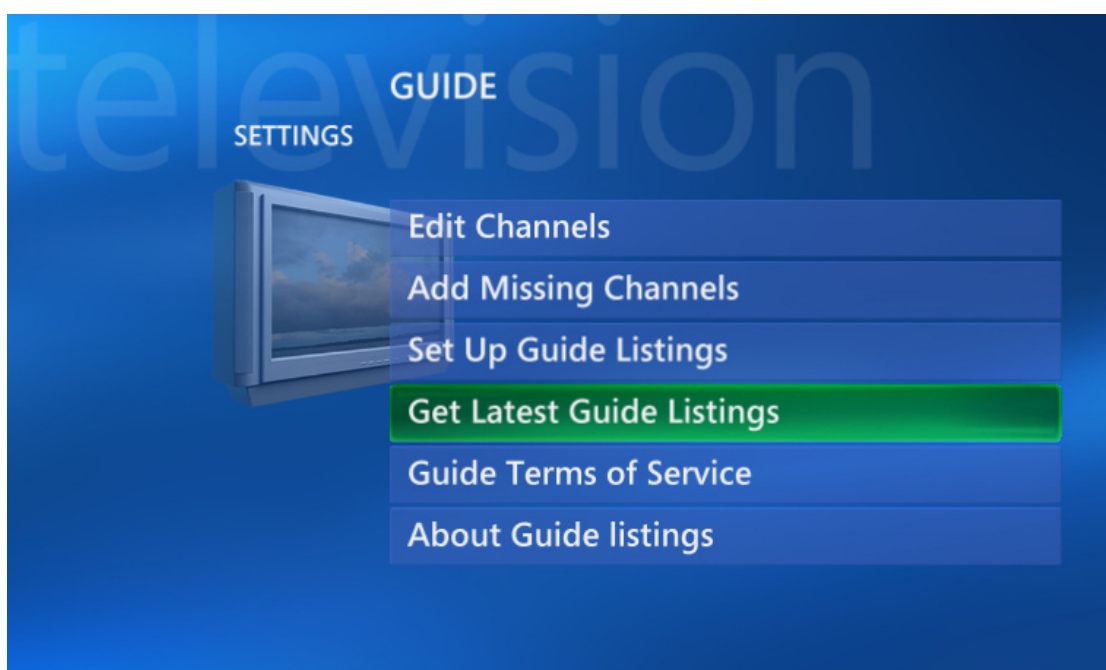 television
GUIDE
SETTINGS
Edit Channels
Add Missing Channels
Set Up Guide Listings
Get Latest Guide Listings
Guide Terms of Service
About Guide listings